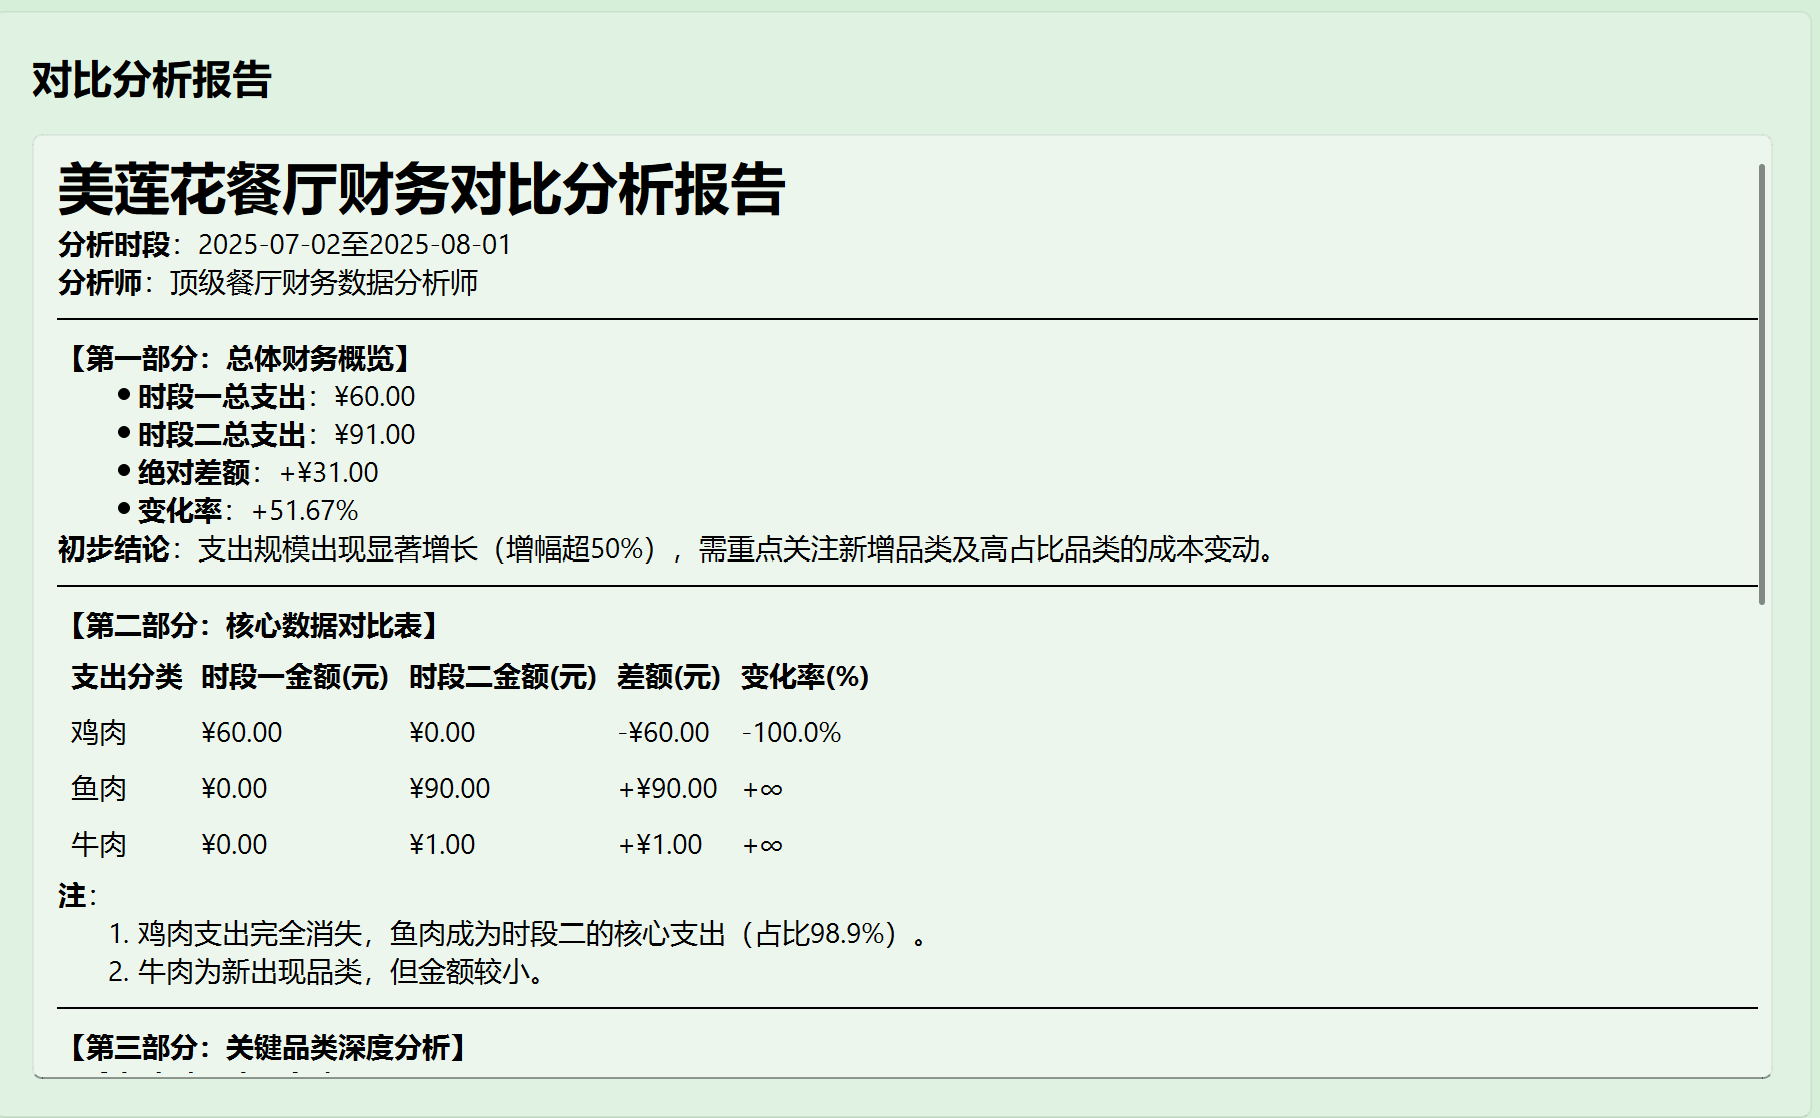 对比分析报告
美莲花餐厅财务对比分析报告
分析时段：2025-07-02至2025-08-01
分析师：顶级餐厅财务数据分析师
【第一部分：总体财务概览】
• 时段一总支出：¥60.00
• 时段二总支出：¥91.00
• 绝对差额：+¥31.00
• 变化率：+51.67%
初步结论：支出规模出现显著增长（增幅超50%），需重点关注新增品类及高占比品类的成本变动。
【第二部分：核心数据对比表】
支出分类 时段一金额(元) 时段二金额(元) 差额(元) 变化率(%)
鸡肉 ¥60.00 ¥0.00 -¥60.00 -100.0%
鱼肉 ¥0.00 ¥90.00 +¥90.00 +∞
牛肉 ¥0.00 ¥1.00 +¥1.00 +∞
注：
1. 鸡肉支出完全消失，鱼肉成为时段二的核心支出（占比98.9%）。
2. 牛肉为新出现品类，但金额较小。
【第三部分：关键品类深度分析】